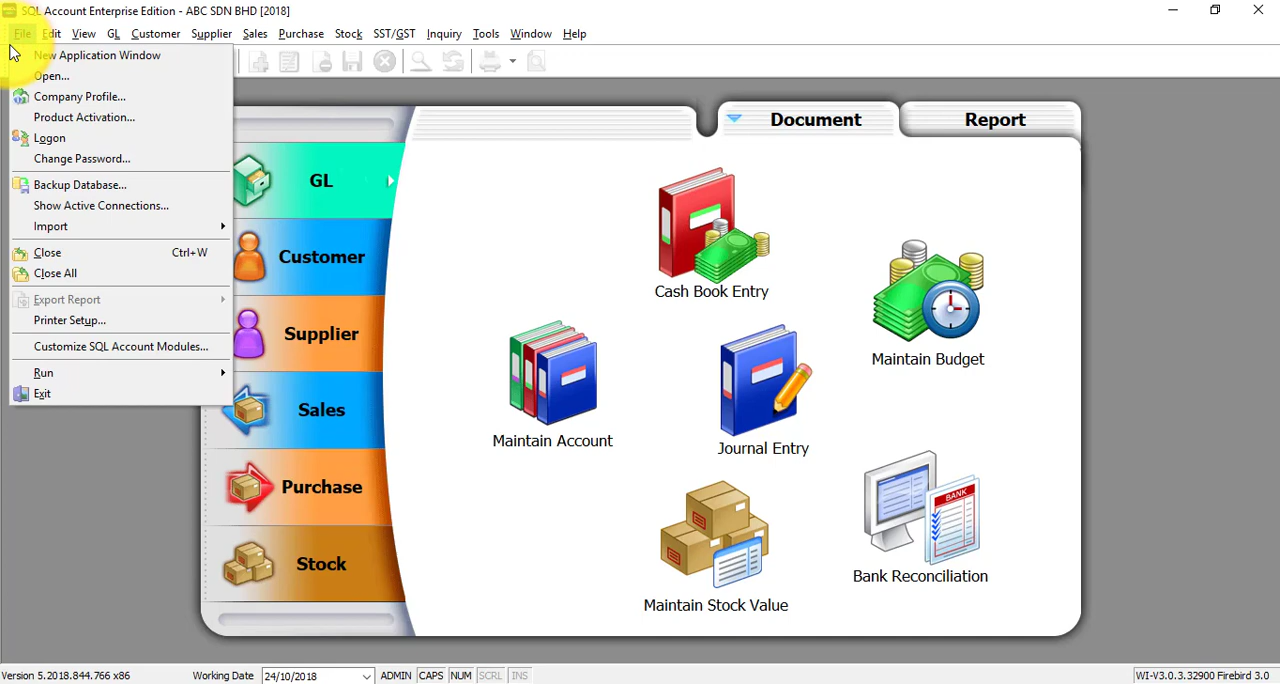 SQL Account Enterprise Edition - ABC SDN BHD [2018]
File Edit View GL Customer Supplier Sales Purchase Stock SST/GST Inquiry Tools Window Help
New Application Window
Open...
Company Profile...
Product Activation...
Logon
Change Password...
Backup Database...
Show Active Connections...
Import
Close Ctrl+W
Close All
Export Report
Printer Setup...
Customize SQL Account Modules...
Run
Exit
GL
Customer
Supplier
Sales
Purchase
Stock
Document Report
Cash Book Entry
Maintain Budget
Maintain Account
Journal Entry
BANK
Bank Reconciliation
Maintain Stock Value
Version 5.2018.844.766 x86 Working Date 24/10/2018 ADMIN CAPS NUM SCRL INS WI-V3.0.3.32900 Firebird 3.0